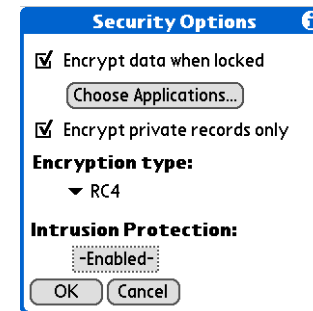 Security Options
Encrypt data when locked
Choose Applications...
Encrypt private records only
Encryption type:
RC4
Intrusion Protection:
-Enabled-
OK Cancel